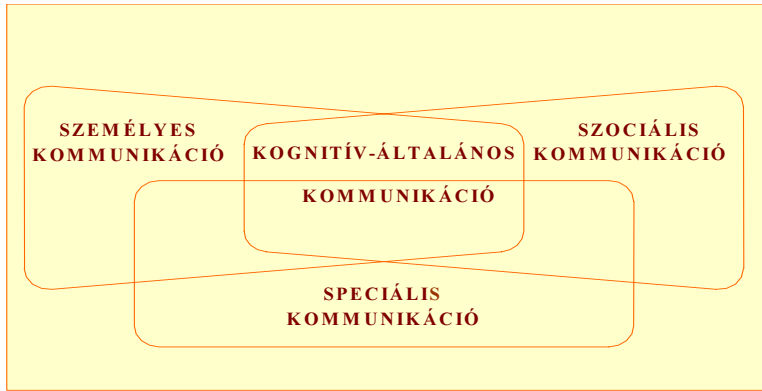 SZEMÉLYES
KOMMUNIKÁCIÓ
KOGNITÍV-ÁLTALÁNOS
KOMMUNIKÁCIÓ
SZOCIÁLIS
KOMMUNIKÁCIÓ
SPECIÁLIS
KOMMUNIKÁCIÓ